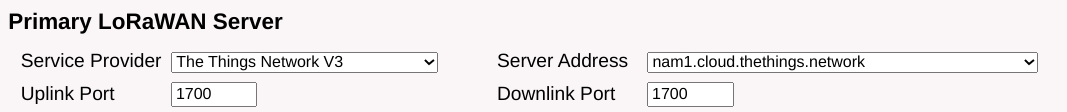 Primary LoRaWAN Server
Service Provider The Things Network V3 Server Address nam1.cloud.thethings.network
Uplink Port 1700 Downlink Port 1700